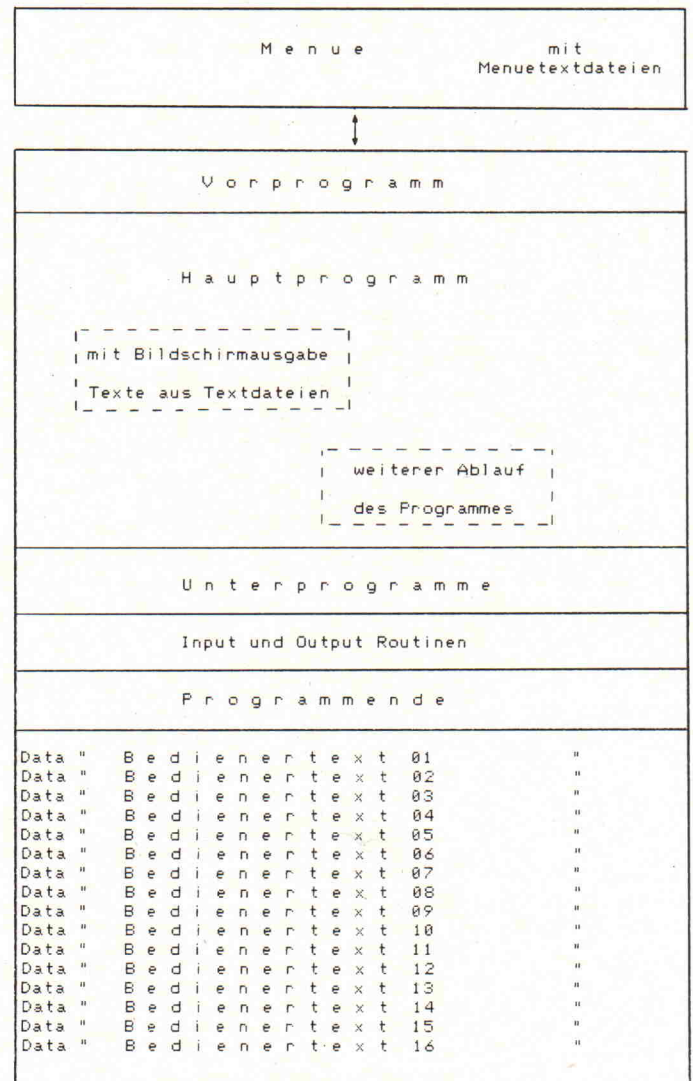 M e n u e mit
Menuetextdateien
V o r p r o g r a m m
H a u p t p r o g r a m m
mit Bildschirmausgabe
Texte aus Textdateien
weiterer Ablauf
des Programmes
U n t e r p r o g r a m m e
Input und Output Routinen
P r o g r a m m e n d e
Data " B e d i e n e r t e x t 01 "
Data " B e d i e n e r t e x t 02 "
Data " B e d i e n e r t e x t 03 "
Data " B e d i e n e r t e x t 04 "
Data " B e d i e n e r t e x t 05 "
Data " B e d i e n e r t e x t 06 "
Data " B e d i e n e r t e x t 07 "
Data " B e d i e n e r t e x t 08 "
Data " B e d i e n e r t e x t 09 "
Data " B e d i e n e r t e x t 10 "
Data " B e d i e n e r t e x t 11 "
Data " B e d i e n e r t e x t 12 "
Data " B e d i e n e r t e x t 13 "
Data " B e d i e n e r t e x t 14 "
Data " B e d i e n e r t e x t 15 "
Data " B e d i e n e r t e x t 16 "